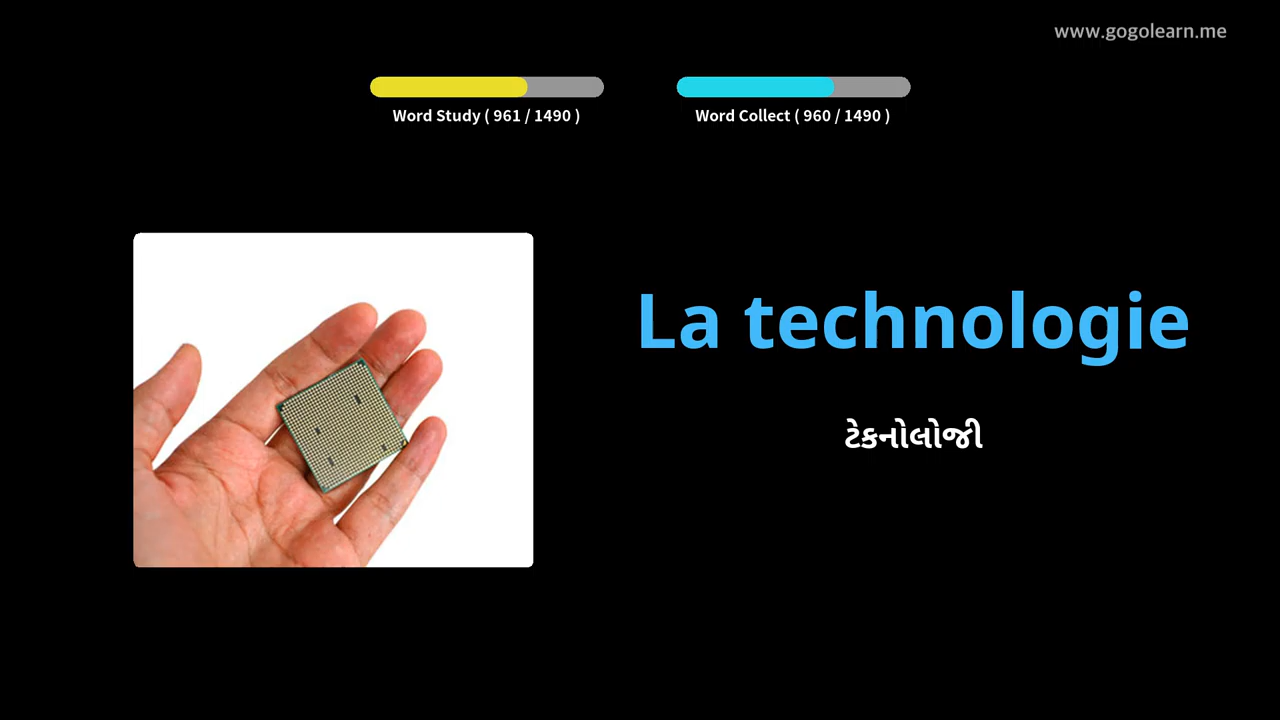 www.gogolearn.me
Word Study ( 961 / 1490 )
Word Collect ( 960 / 1490 )
La technologie
ટેકનોલોજી